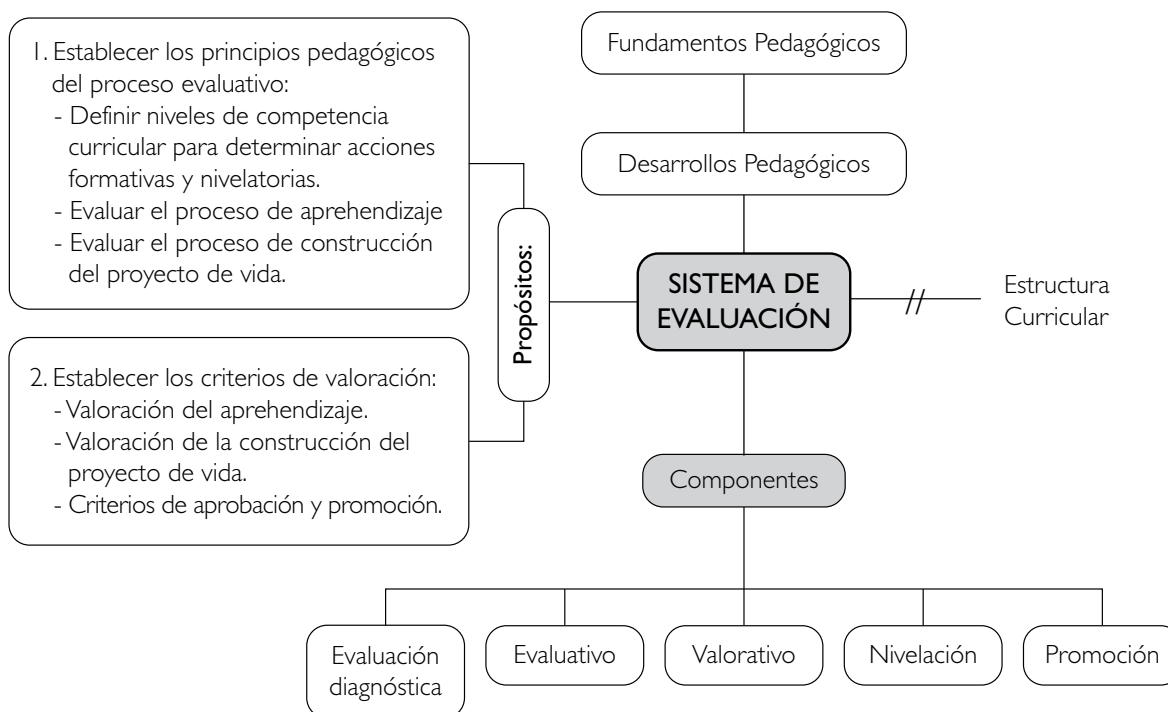 1. Establecer los principios pedagógicos
del proceso evaluativo:
- Definir niveles de competencia
curricular para determinar acciones
formativas y nivelatorias.
- Evaluar el proceso de aprehendizaje
- Evaluar el proceso de construcción
del proyecto de vida.
2. Establecer los criterios de valoración:
- Valoración del aprehendizaje.
- Valoración de la construcción del
proyecto de vida.
- Criterios de aprobación y promoción.
Propósitos:
Fundamentos Pedagógicos
Desarrollos Pedagógicos
SISTEMA DE
EVALUACIÓN
//
Estructura
Curricular
Componentes
Evaluación
diagnóstica
Evaluativo
Valorativo
Nivelación
Promoción